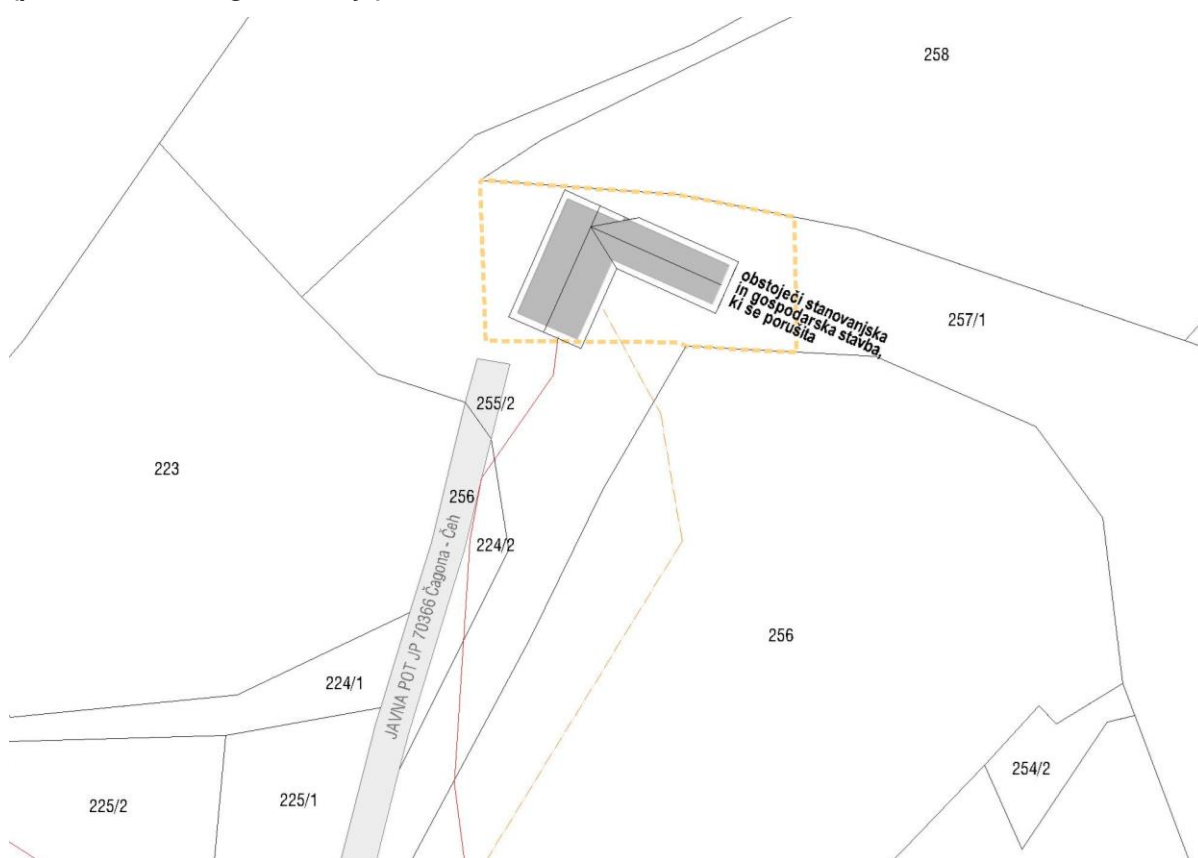 258
obstoječi stanovanjska
in gospodarska stavba,
ki se porušita
257/1
255/2
223
256
224/2
JAVNA POT JP 70366 Čagona - Čeh
256
224/1
254/2
225/2
225/1